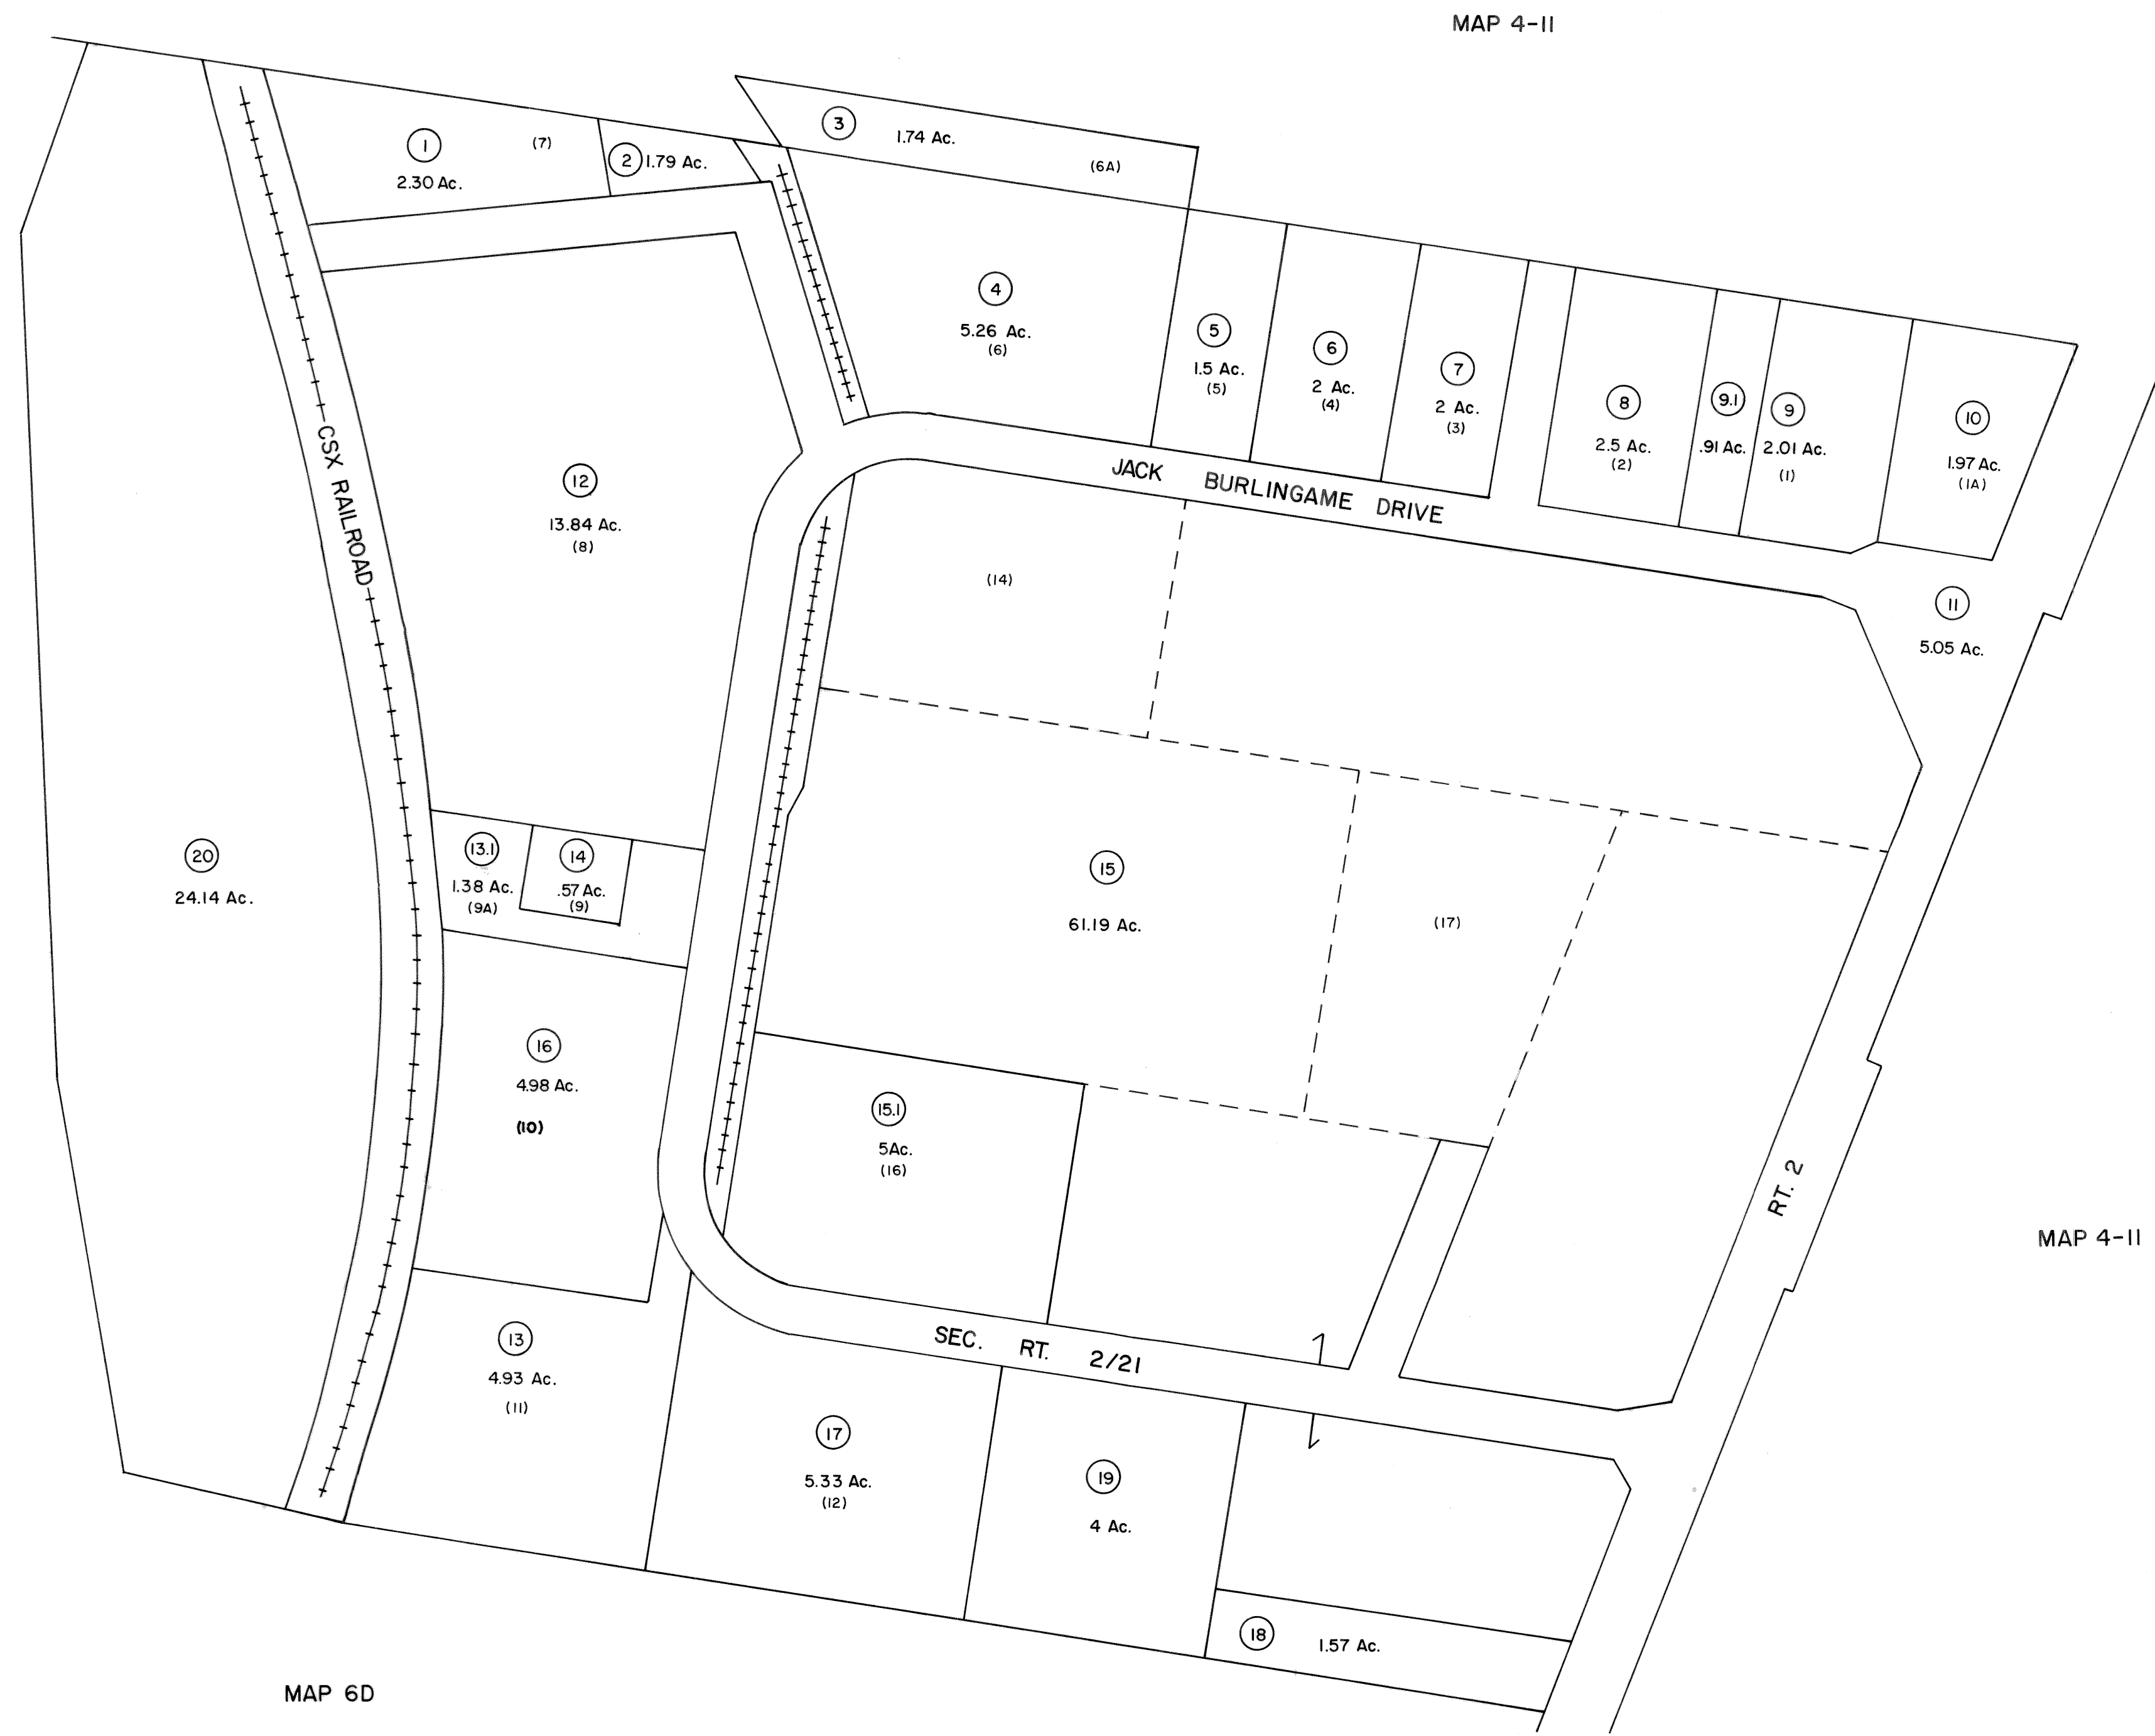 MAP 4-11
1
(7)
2.30 Ac.
2
1.79 Ac.
3
1.74 Ac.
(6A)
4
5.26 Ac.
(6)
5
1.5 Ac.
(5)
6
2 Ac.
(4)
7
2 Ac.
(3)
8
2.5 Ac.
(2)
9.1
.91 Ac.
9
2.01 Ac.
(1)
10
1.97 Ac.
(1A)
CSX RAILROAD
12
13.84 Ac.
(8)
JACK BURLINGAME DRIVE
(14)
11
5.05 Ac.
20
24.14 Ac.
13.1
1.38 Ac.
(9A)
14
.57 Ac.
(9)
15
61.19 Ac.
(17)
16
4.98 Ac.
(10)
15.1
5Ac.
(16)
RT. 2
MAP 4-11
13
4.93 Ac.
(11)
SEC. RT. 2/21
17
5.33 Ac.
(12)
19
4 Ac.
18
1.57 Ac.
MAP 6D